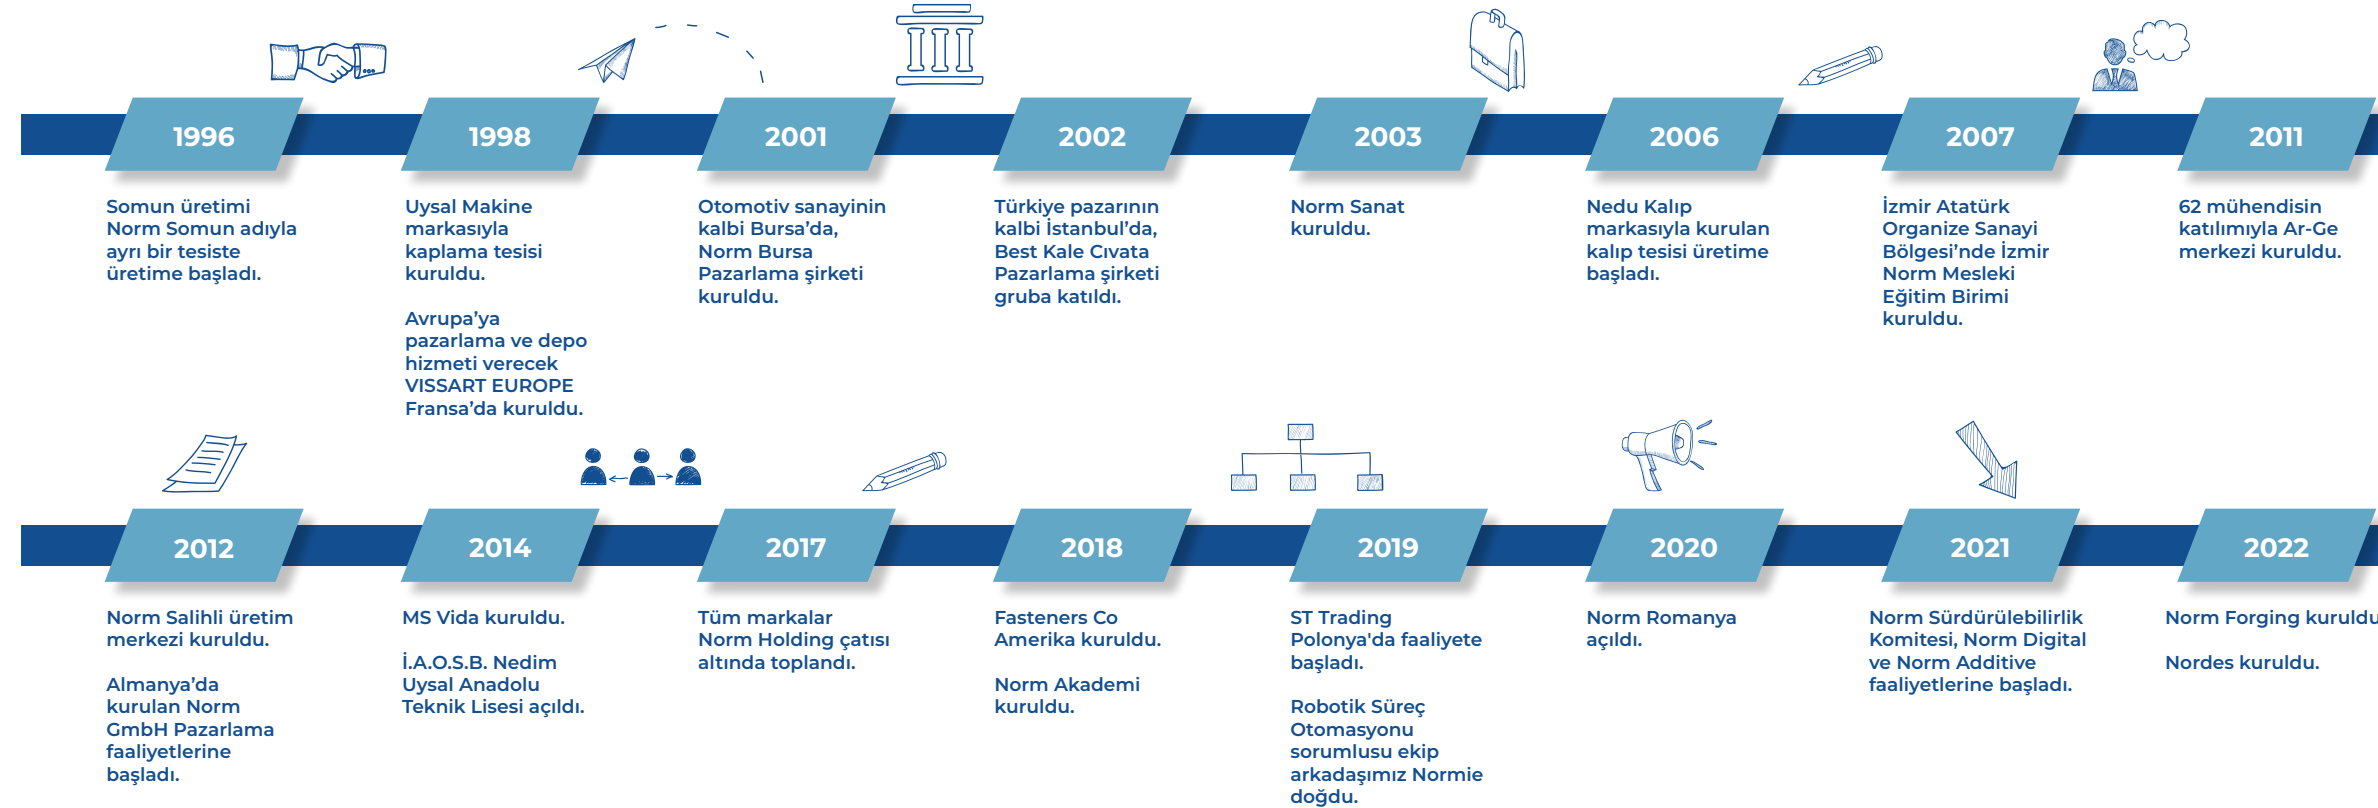 1996
Somun üretimi
Norm Somun adıyla
ayrı bir tesiste
üretime başladı.
1998
Uysal Makine
markasıyla
kaplama tesisi
kuruldu.
Avrupa’ya
pazarlama ve depo
hizmeti verecek
VISSART EUROPE
Fransa’da kuruldu.
2001
Otomotiv sanayinin
kalbi Bursa’da,
Norm Bursa
Pazarlama şirketi
kuruldu.
2002
Türkiye pazarının
kalbi İstanbul’da,
Best Kale Cıvata
Pazarlama şirketi
gruba katıldı.
2003
Norm Sanat
kuruldu.
2006
Nedu Kalıp
markasıyla kurulan
kalıp tesisi üretime
başladı.
2007
İzmir Atatürk
Organize Sanayi
Bölgesi’nde İzmir
Norm Mesleki
Eğitim Birimi
kuruldu.
2011
62 mühendisin
katılımıyla Ar-Ge
merkezi kuruldu.
2012
Norm Salihli üretim
merkezi kuruldu.
Almanya’da
kurulan Norm
GmbH Pazarlama
faaliyetlerine
başladı.
2014
MS Vida kuruldu.
İ.A.O.S.B. Nedim
Uysal Anadolu
Teknik Lisesi açıldı.
2017
Tüm markalar
Norm Holding çatısı
altında toplandı.
2018
Fasteners Co
Amerika kuruldu.
Norm Akademi
kuruldu.
2019
ST Trading
Polonya'da faaliyete
başladı.
Robotik Süreç
Otomasyonu
sorumlusu ekip
arkadaşımız Normie
doğdu.
2020
Norm Romanya
açıldı.
2021
Norm Sürdürülebilirlik
Komitesi, Norm Digital
ve Norm Additive
faaliyetlerine başladı.
2022
Norm Forging kuruldu
Nordes kuruldu.